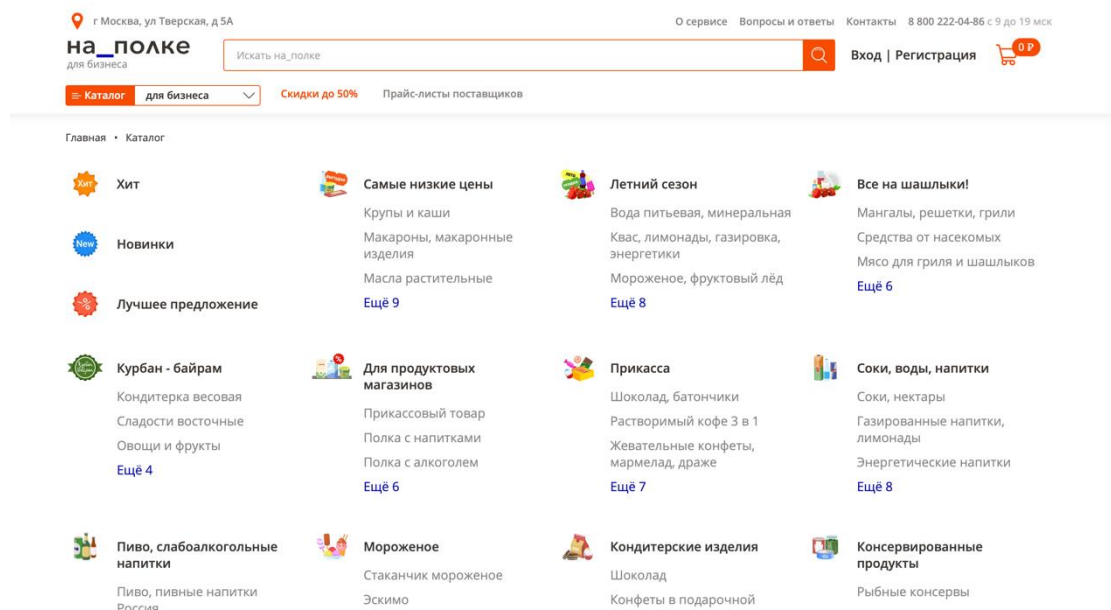 г Москва, ул Тверская, д 5А
О сервисе Вопросы и ответы Контакты 8 800 222-04-86 с 9 до 19 мск
на_полке
для бизнеса
Искать на_полке
Вход | Регистрация
0 ₽
Каталог
для бизнеса
Скидки до 50%
Прайс-листы поставщиков
Главная • Каталог
Хит
Хит
New
Новинки
%
Лучшее предложение
Самые низкие цены
Крупы и каши
Макароны, макаронные
изделия
Масла растительные
Ещё 9
Летний сезон
Вода питьевая, минеральная
Квас, лимонады, газировка,
энергетики
Мороженое, фруктовый лёд
Ещё 8
Все на шашлыки!
Мангалы, решетки, грили
Средства от насекомых
Мясо для гриля и шашлыков
Ещё 6
Курбан - байрам
Кондитерка весовая
Сладости восточные
Овощи и фрукты
Ещё 4
%
Для продуктовых
магазинов
Прикассовый товар
Полка с напитками
Полка с алкоголем
Ещё 6
Прикасса
Шоколад, батончики
Растворимый кофе 3 в 1
Жевательные конфеты,
мармелад, драже
Ещё 7
Соки, воды, напитки
Соки, нектары
Газированные напитки,
лимонады
Энергетические напитки
Ещё 8
Пиво, слабоалкогольные
напитки
Пиво, пивные напитки
Россия
Мороженое
Стаканчик мороженое
Эскимо
Кондитерские изделия
Шоколад
Конфеты в подарочной
Консервированные
продукты
Рыбные консервы